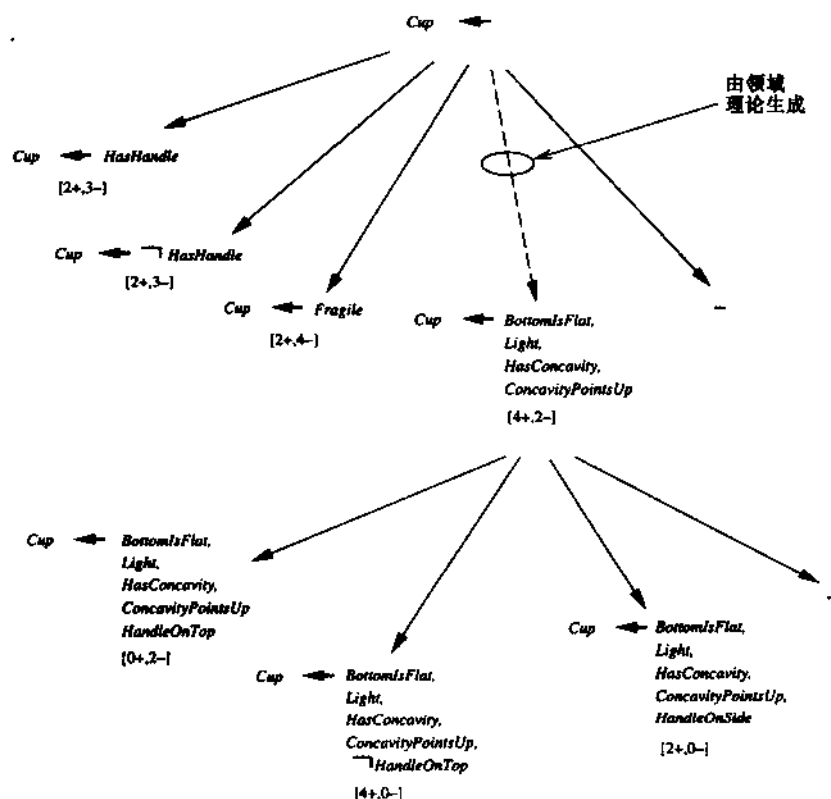 Cup ←
由领域
理论生成
Cup ← HasHandle
[2+,3–]
Cup ← ¬ HasHandle
[2+,3–]
Cup ← Fragile
[2+,4–]
Cup ← BottomIsFlat,
Light,
HasConcavity,
ConcavityPointsUp
[4+,2–]
Cup ← BottomIsFlat,
Light,
HasConcavity,
ConcavityPointsUp
HandleOnTop
[0+,2–]
Cup ← BottomIsFlat,
Light,
HasConcavity,
ConcavityPointsUp,
¬HandleOnTop
[4+,0–]
Cup ← BottomIsFlat,
Light,
HasConcavity,
ConcavityPointsUp,
HandleOnSide
[2+,0–]